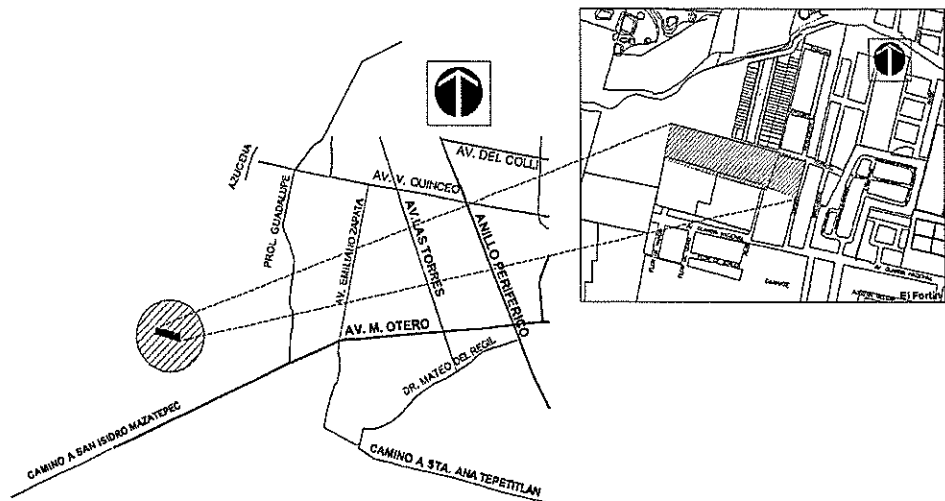 AZUCENA
PROL. GUADALUPE
AV. V. QUINCEO
AV. DEL COLLI
AV. EMILIANO ZAPATA
AV. LAS TORRES
ANILLO PERIFERICO
AV. M. OTERO
DR. MATEO DEL REGIL
CAMINO A SAN ISIDRO MAZATEPEC
CAMINO A STA. ANA TEPETITLAN
El Fortin